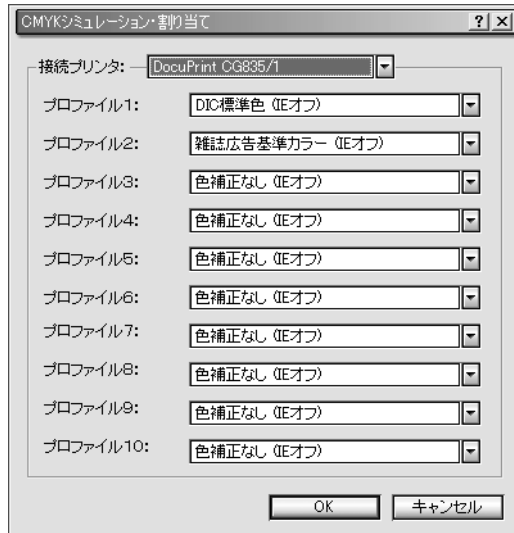 CMYKシミュレーション・割り当て
接続プリンタ: DocuPrint CG835/1
プロファイル1: DIC標準色 (IEオフ)
プロファイル2: 雑誌広告基準カラー (IEオフ)
プロファイル3: 色補正なし (IEオフ)
プロファイル4: 色補正なし (IEオフ)
プロファイル5: 色補正なし (IEオフ)
プロファイル6: 色補正なし (IEオフ)
プロファイル7: 色補正なし (IEオフ)
プロファイル8: 色補正なし (IEオフ)
プロファイル9: 色補正なし (IEオフ)
プロファイル10: 色補正なし (IEオフ)
OK キャンセル